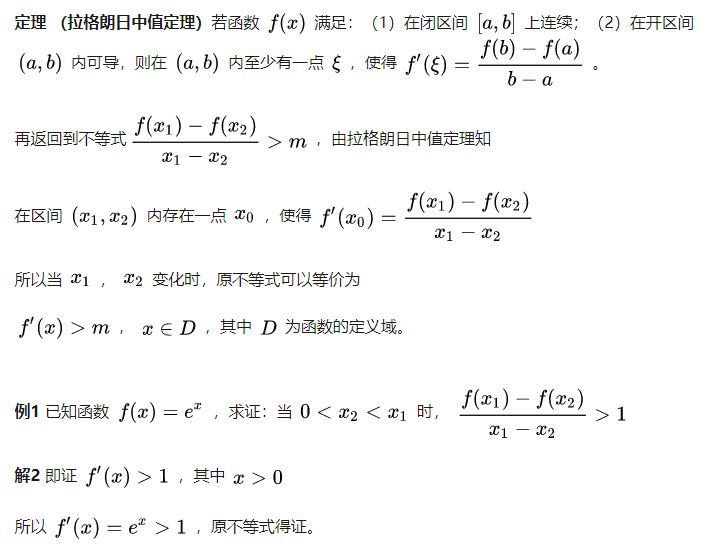 定理 （拉格朗日中值定理）若函数 f(x) 满足：（1）在闭区间 [a,b] 上连续；（2）在开区间
(a,b) 内可导，则在 (a,b) 内至少有一点 ξ ，使得 f′(ξ) = \frac{f(b)-f(a)}{b-a} 。
再返回到不等式 \frac{f(x_1)-f(x_2)}{x_1-x_2} > m ，由拉格朗日中值定理知
在区间 (x_1,x_2) 内存在一点 x_0 ，使得 f′(x_0) = \frac{f(x_1)-f(x_2)}{x_1-x_2}
所以当 x_1 ， x_2 变化时，原不等式可以等价为
f′(x) > m ， x ∈ D ，其中 D 为函数的定义域。
例1 已知函数 f(x) = e^x ，求证：当 0 < x_2 < x_1 时， \frac{f(x_1)-f(x_2)}{x_1-x_2} > 1
解2 即证 f′(x) > 1 ，其中 x > 0
所以 f′(x) = e^x > 1 ，原不等式得证。